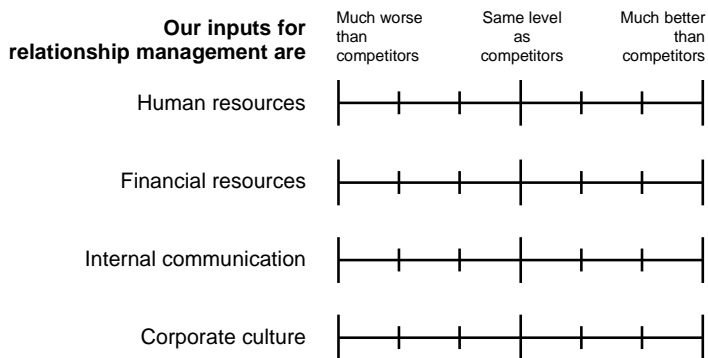 Our inputs for
relationship management are
Much worse
than
competitors
Same level
as
competitors
Much better
than
competitors
Human resources
Financial resources
Internal communication
Corporate culture